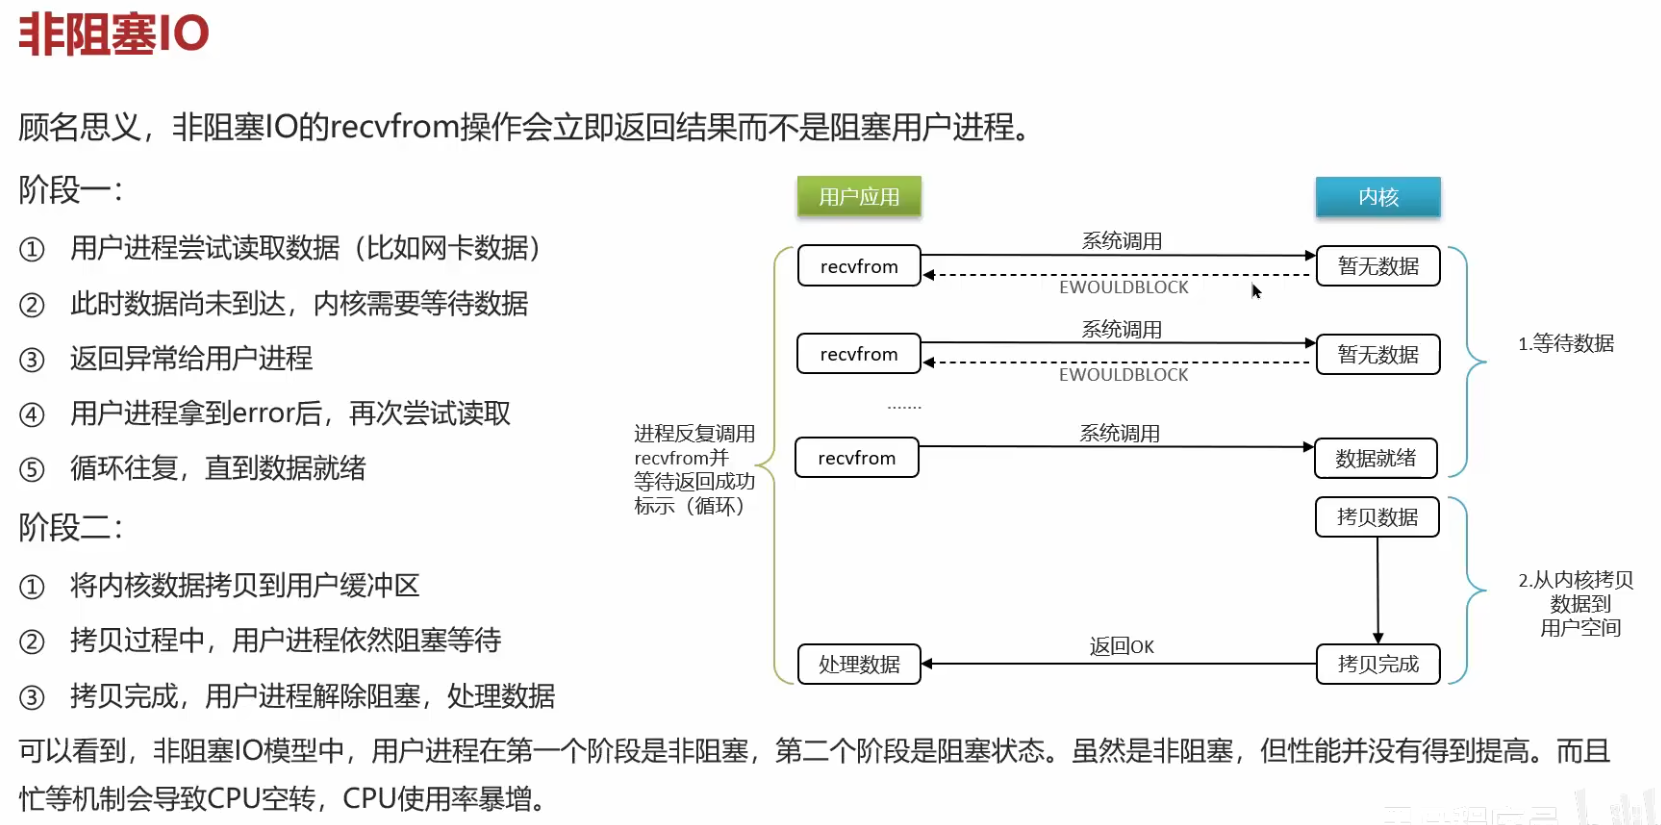 非阻塞IO
顾名思义，非阻塞IO的recvfrom操作会立即返回结果而不是阻塞用户进程。
阶段一：
① 用户进程尝试读取数据（比如网卡数据）
② 此时数据尚未到达，内核需要等待数据
③ 返回异常给用户进程
④ 用户进程拿到error后，再次尝试读取
⑤ 循环往复，直到数据就绪
阶段二：
① 将内核数据拷贝到用户缓冲区
② 拷贝过程中，用户进程依然阻塞等待
③ 拷贝完成，用户进程解除阻塞，处理数据
用户应用
内核
recvfrom
系统调用
暂无数据
EWOULDBLOCK
recvfrom
系统调用
暂无数据
EWOULDBLOCK
.......
recvfrom
系统调用
数据就绪
1.等待数据
进程反复调用
recvfrom并
等待返回成功
标示（循环）
拷贝数据
2.从内核拷贝
数据到
用户空间
处理数据
返回OK
拷贝完成
可以看到，非阻塞IO模型中，用户进程在第一个阶段是非阻塞，第二个阶段是阻塞状态。虽然是非阻塞，但性能并没有得到提高。而且
忙等机制会导致CPU空转，CPU使用率暴增。